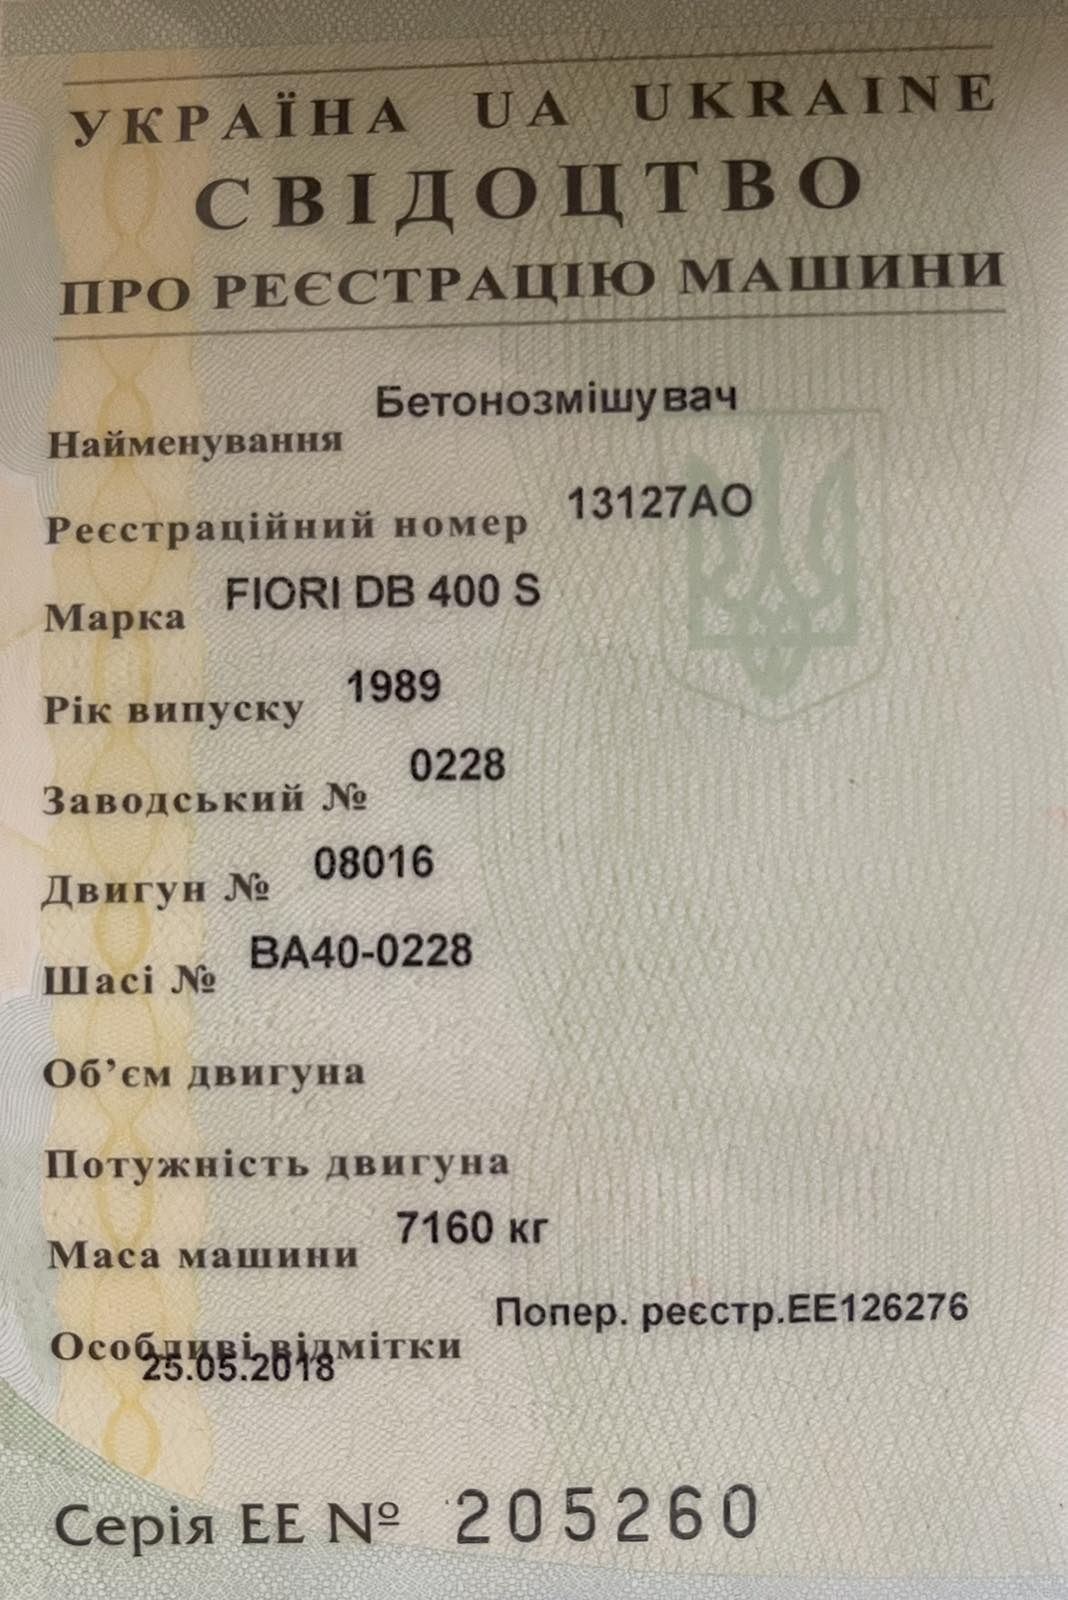 УКРАЇНА UA UKRAINE
СВІДОЦТВО
ПРО РЕЄСТРАЦІЮ МАШИНИ
Найменування Бетонозмішувач
Реєстраційний номер 13127АО
Марка FIORI DB 400 S
Рік випуску 1989
Заводський № 0228
Двигун № 08016
Шасі № BA40-0228
Об’єм двигуна
Потужність двигуна
Маса машини 7160 кг
Особливі відмітки Попер. реєстр.ЕЕ126276
25.05.2018
Серія ЕЕ № 205260